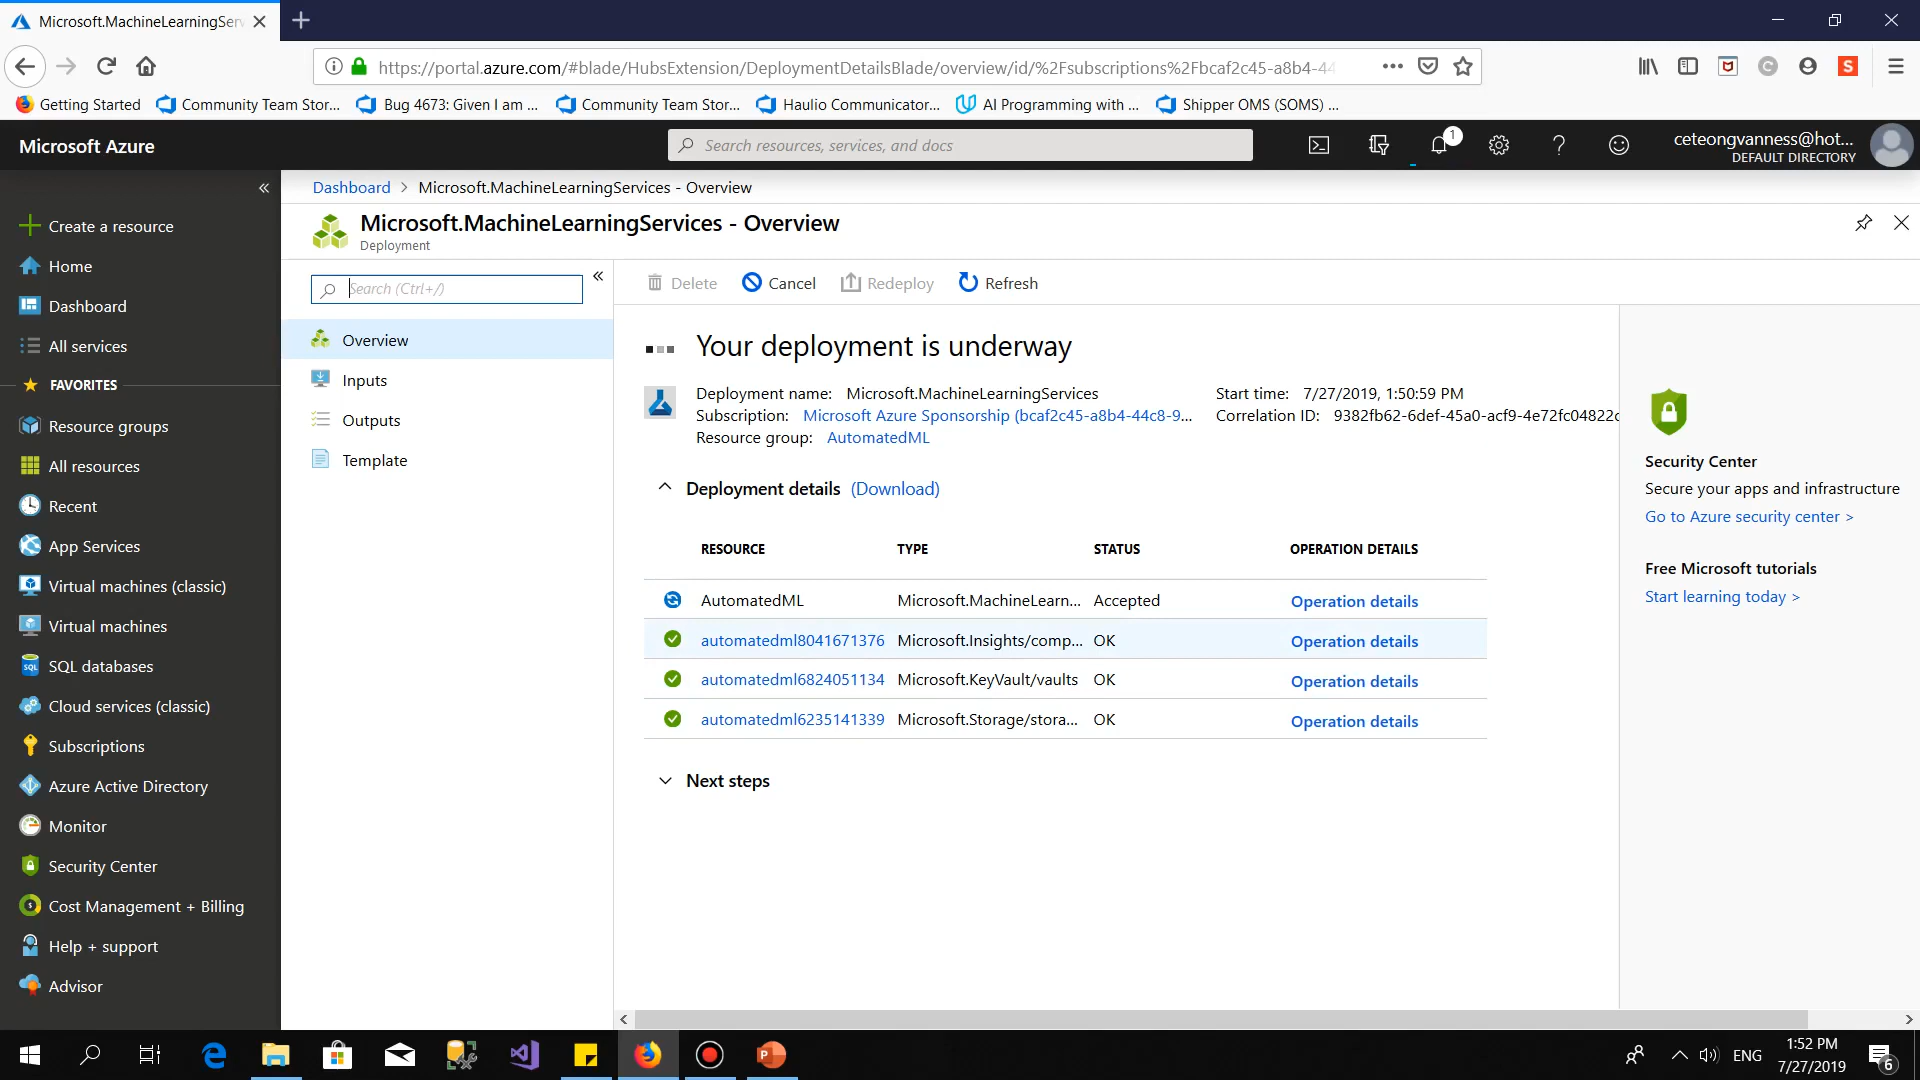 Microsoft.MachineLearningServ
https://portal.azure.com/#blade/HubsExtension/DeploymentDetailsBlade/overview/id/%2Fsubscriptions%2Fbcaf2c45-a8b4-44
Getting Started
Community Team Stor...
Bug 4673: Given I am ...
Community Team Stor...
Haulio Communicator...
AI Programming with ...
Shipper OMS (SOMS) ...
Microsoft Azure
Search resources, services, and docs
1
ceteongvanness@hot...
DEFAULT DIRECTORY
Create a resource
Home
Dashboard
All services
FAVORITES
Resource groups
All resources
Recent
App Services
Virtual machines (classic)
Virtual machines
SQL databases
Cloud services (classic)
Subscriptions
Azure Active Directory
Monitor
Security Center
Cost Management + Billing
Help + support
Advisor
Dashboard > Microsoft.MachineLearningServices - Overview
Microsoft.MachineLearningServices - Overview
Deployment
Search (Ctrl+/)
Overview
Inputs
Outputs
Template
Delete
Cancel
Redeploy
Refresh
Your deployment is underway
Deployment name: Microsoft.MachineLearningServices
Subscription: Microsoft Azure Sponsorship (bcaf2c45-a8b4-44c8-9...
Resource group: AutomatedML
Start time: 7/27/2019, 1:50:59 PM
Correlation ID: 9382fb62-6def-45a0-acf9-4e72fc04822c
Deployment details (Download)
RESOURCE TYPE STATUS OPERATION DETAILS
AutomatedML Microsoft.MachineLearn... Accepted Operation details
automatedml8041671376 Microsoft.Insights/comp... OK Operation details
automatedml6824051134 Microsoft.KeyVault/vaults OK Operation details
automatedml6235141339 Microsoft.Storage/stora... OK Operation details
Next steps
Security Center
Secure your apps and infrastructure
Go to Azure security center >
Free Microsoft tutorials
Start learning today >
ENG
1:52 PM
7/27/2019
6